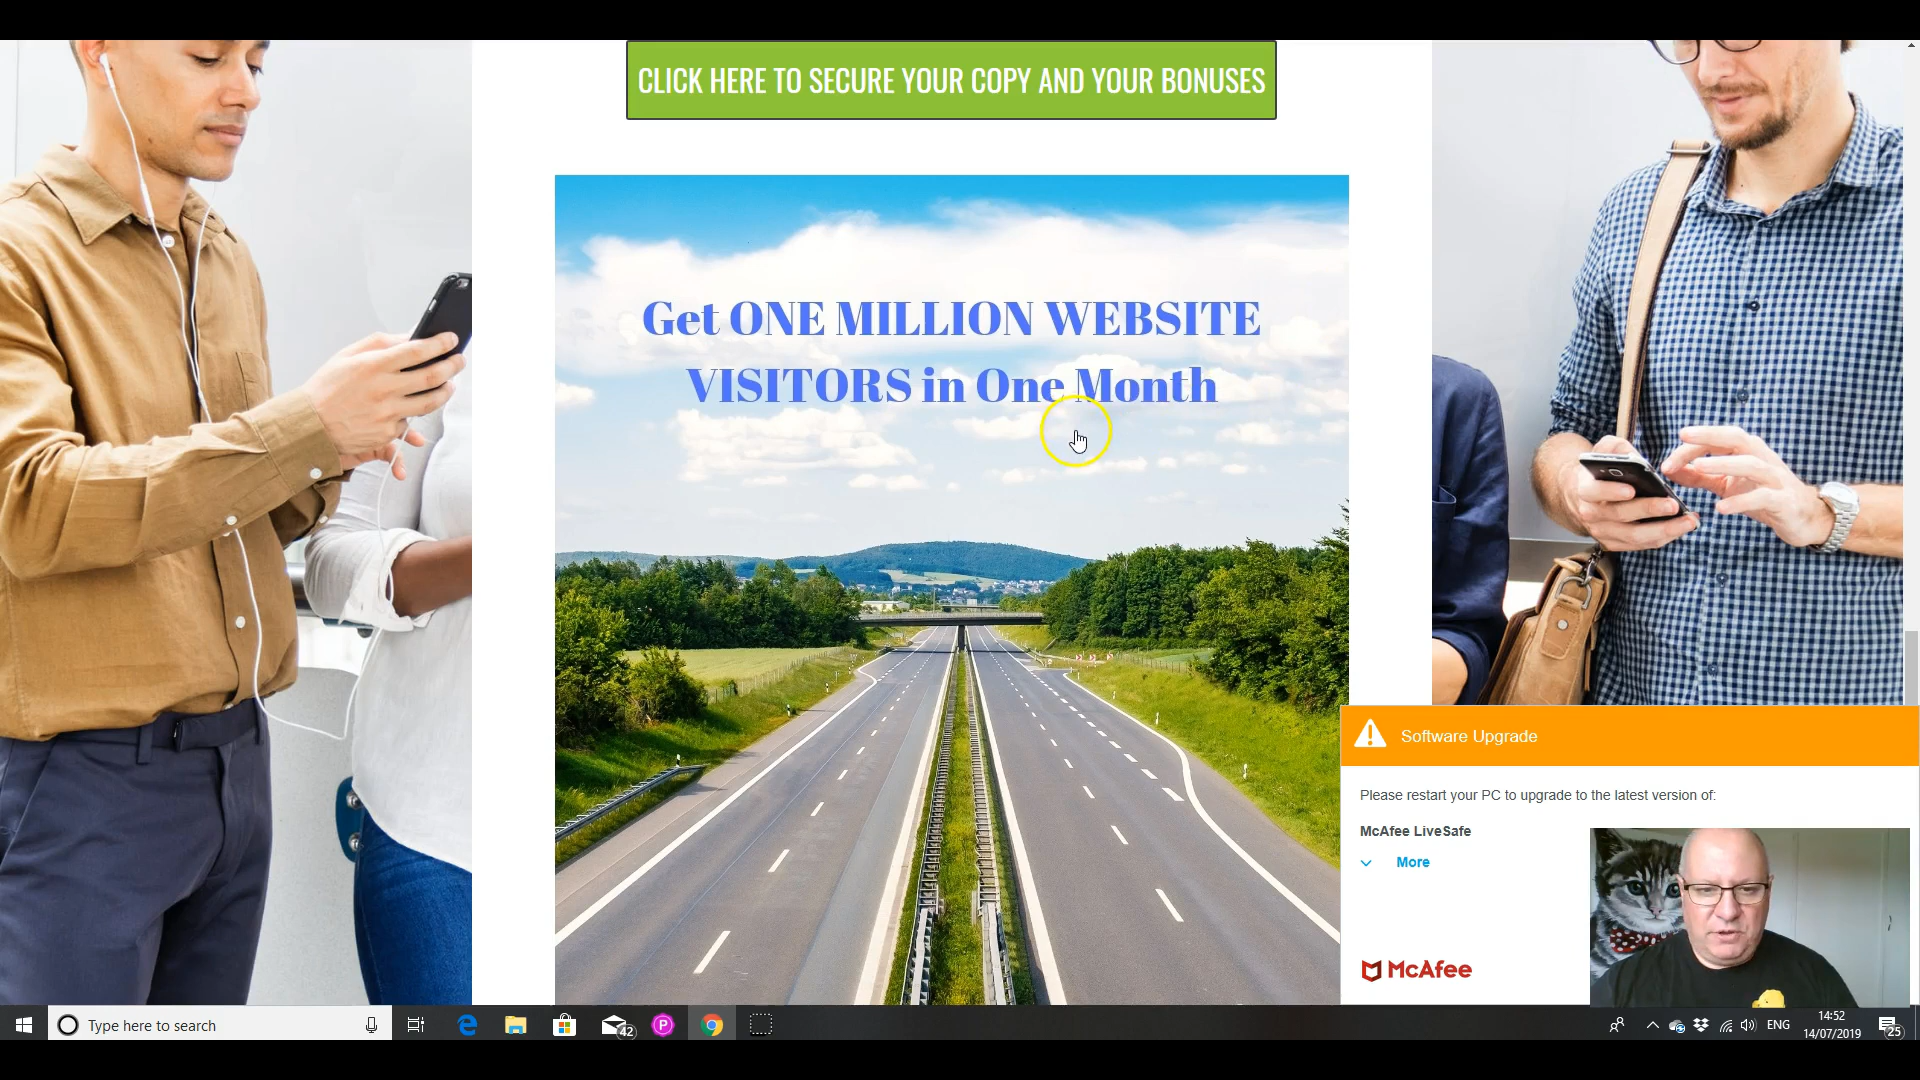 CLICK HERE TO SECURE YOUR COPY AND YOUR BONUSES
Get ONE MILLION WEBSITE
VISITORS in One Month
Software Upgrade
Please restart your PC to upgrade to the latest version of:
McAfee LiveSafe
More
McAfee
Type here to search
42
P
ENG
14:52
14/07/2019
25